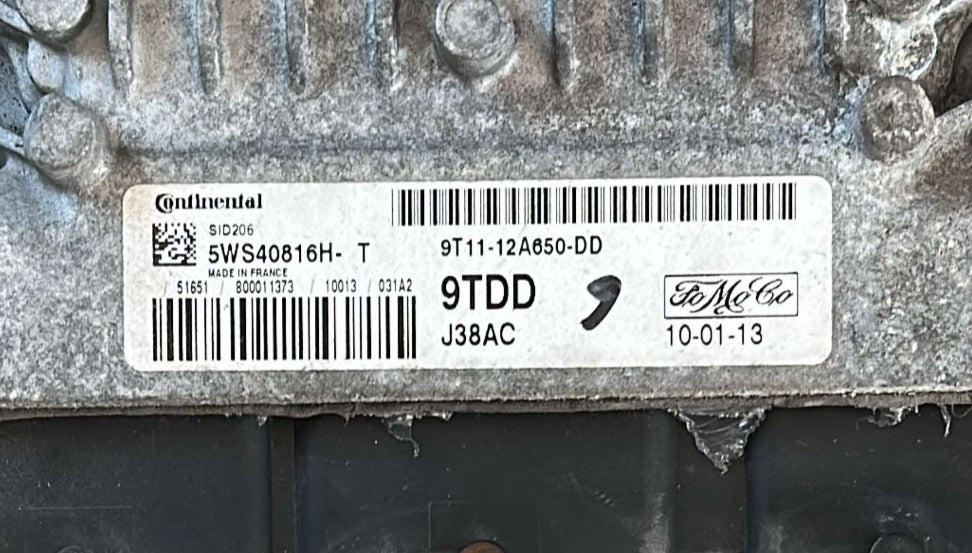 Continental
SID206
5WS40816H- T
MADE IN FRANCE
/ 51651 / 800011373 / 10013 / 031A2
9T11-12A650-DD
9TDD
9
FoMoCo
J38AC
10-01-13